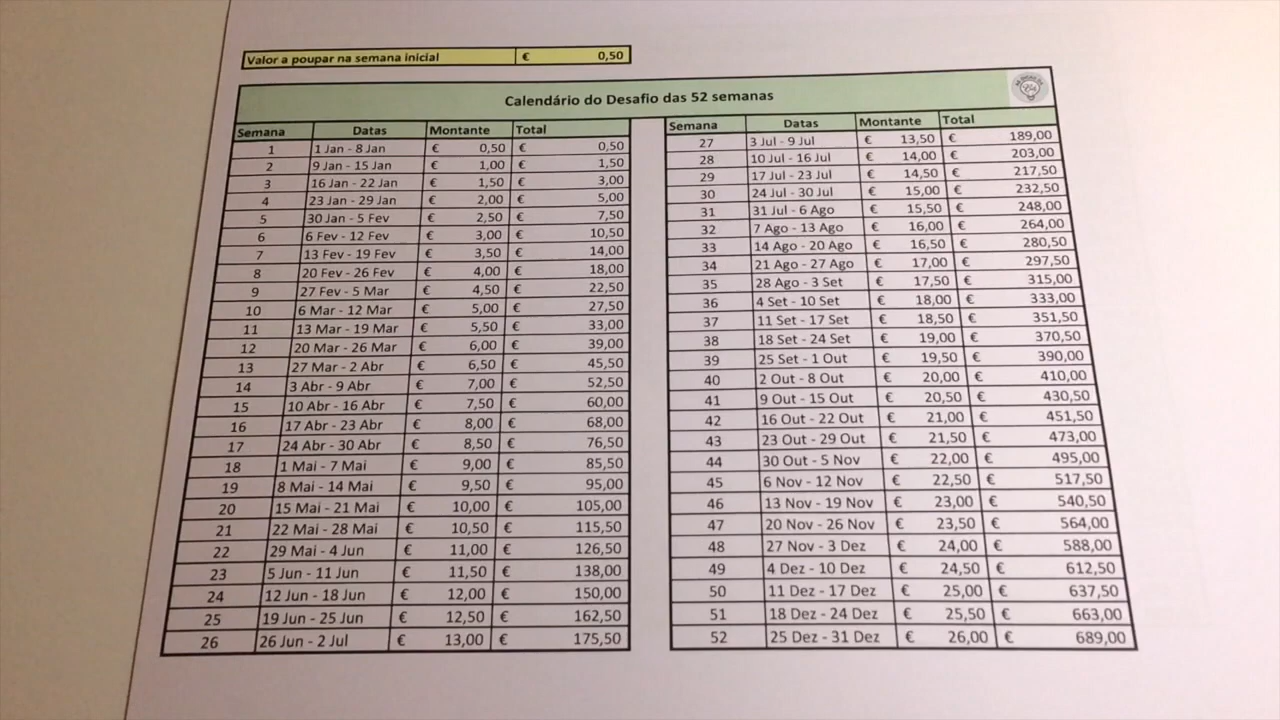 Valor a poupar na semana inicial € 0,50
Calendário do Desafio das 52 semanas
Semana Datas Montante Total
1 1 Jan - 8 Jan € 0,50 € 0,50
2 9 Jan - 15 Jan € 1,00 € 1,50
3 16 Jan - 22 Jan € 1,50 € 3,00
4 23 Jan - 29 Jan € 2,00 € 5,00
5 30 Jan - 5 Fev € 2,50 € 7,50
6 6 Fev - 12 Fev € 3,00 € 10,50
7 13 Fev - 19 Fev € 3,50 € 14,00
8 20 Fev - 26 Fev € 4,00 € 18,00
9 27 Fev - 5 Mar € 4,50 € 22,50
10 6 Mar - 12 Mar € 5,00 € 27,50
11 13 Mar - 19 Mar € 5,50 € 33,00
12 20 Mar - 26 Mar € 6,00 € 39,00
13 27 Mar - 2 Abr € 6,50 € 45,50
14 3 Abr - 9 Abr € 7,00 € 52,50
15 10 Abr - 16 Abr € 7,50 € 60,00
16 17 Abr - 23 Abr € 8,00 € 68,00
17 24 Abr - 30 Abr € 8,50 € 76,50
18 1 Mai - 7 Mai € 9,00 € 85,50
19 8 Mai - 14 Mai € 9,50 € 95,00
20 15 Mai - 21 Mai € 10,00 € 105,00
21 22 Mai - 28 Mai € 10,50 € 115,50
22 29 Mai - 4 Jun € 11,00 € 126,50
23 5 Jun - 11 Jun € 11,50 € 138,00
24 12 Jun - 18 Jun € 12,00 € 150,00
25 19 Jun - 25 Jun € 12,50 € 162,50
26 26 Jun - 2 Jul € 13,00 € 175,50
Semana Datas Montante Total
27 3 Jul - 9 Jul € 13,50 € 189,00
28 10 Jul - 16 Jul € 14,00 € 203,00
29 17 Jul - 23 Jul € 14,50 € 217,50
30 24 Jul - 30 Jul € 15,00 € 232,50
31 31 Jul - 6 Ago € 15,50 € 248,00
32 7 Ago - 13 Ago € 16,00 € 264,00
33 14 Ago - 20 Ago € 16,50 € 280,50
34 21 Ago - 27 Ago € 17,00 € 297,50
35 28 Ago - 3 Set € 17,50 € 315,00
36 4 Set - 10 Set € 18,00 € 333,00
37 11 Set - 17 Set € 18,50 € 351,50
38 18 Set - 24 Set € 19,00 € 370,50
39 25 Set - 1 Out € 19,50 € 390,00
40 2 Out - 8 Out € 20,00 € 410,00
41 9 Out - 15 Out € 20,50 € 430,50
42 16 Out - 22 Out € 21,00 € 451,50
43 23 Out - 29 Out € 21,50 € 473,00
44 30 Out - 5 Nov € 22,00 € 495,00
45 6 Nov - 12 Nov € 22,50 € 517,50
46 13 Nov - 19 Nov € 23,00 € 540,50
47 20 Nov - 26 Nov € 23,50 € 564,00
48 27 Nov - 3 Dez € 24,00 € 588,00
49 4 Dez - 10 Dez € 24,50 € 612,50
50 11 Dez - 17 Dez € 25,00 € 637,50
51 18 Dez - 24 Dez € 25,50 € 663,00
52 25 Dez - 31 Dez € 26,00 € 689,00